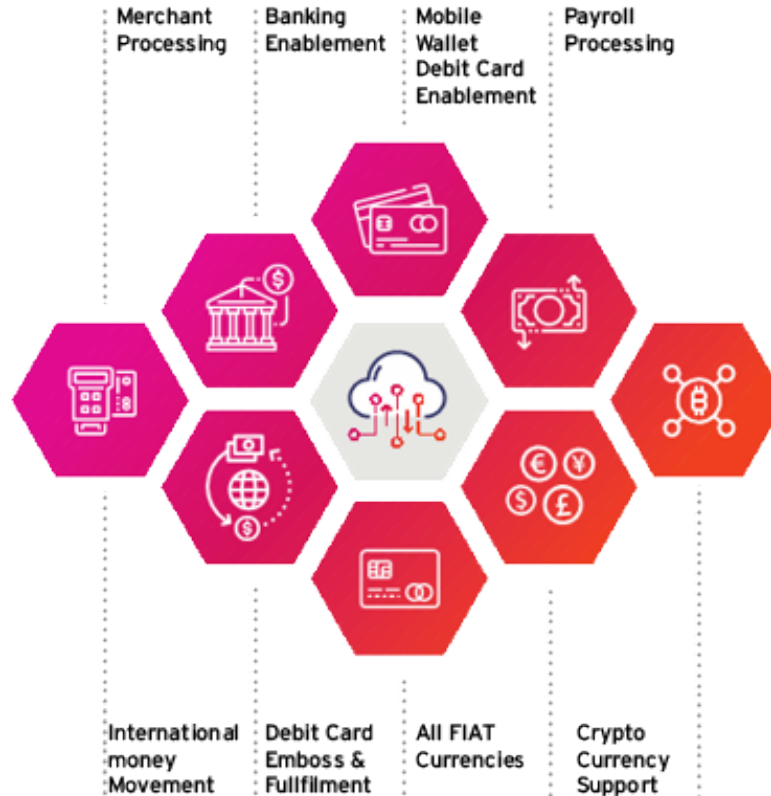 Merchant
Processing
Banking
Enablement
Mobile
Wallet
Debit Card
Enablement
Payroll
Processing
International
money
Movement
Debit Card
Emboss &
Fullfilment
All FIAT
Currencies
Crypto
Currency
Support